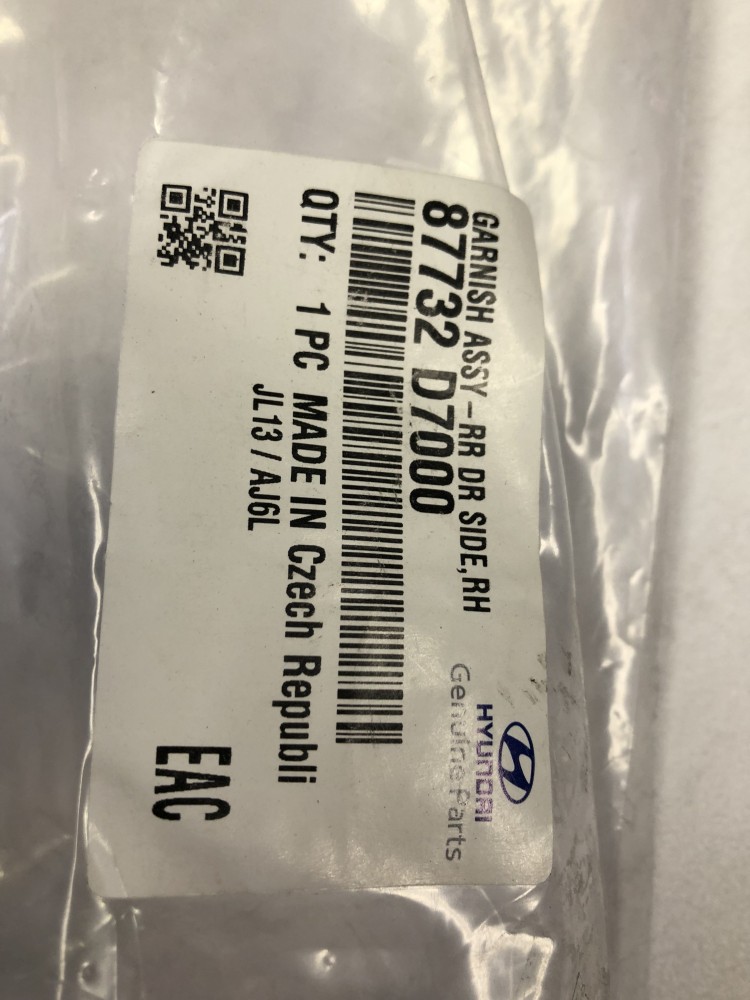 GARNISH ASSY-RR DR SIDE,RH
87732 D7000
QTY: 1 PC MADE IN Czech Republi
JL13 / AJ6L
EAC
HYUNDAI
Genuine Parts